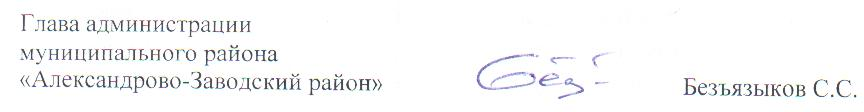 Глава администрации
муниципального района
«Александрово-Заводский район»
Безъязыков С.С.